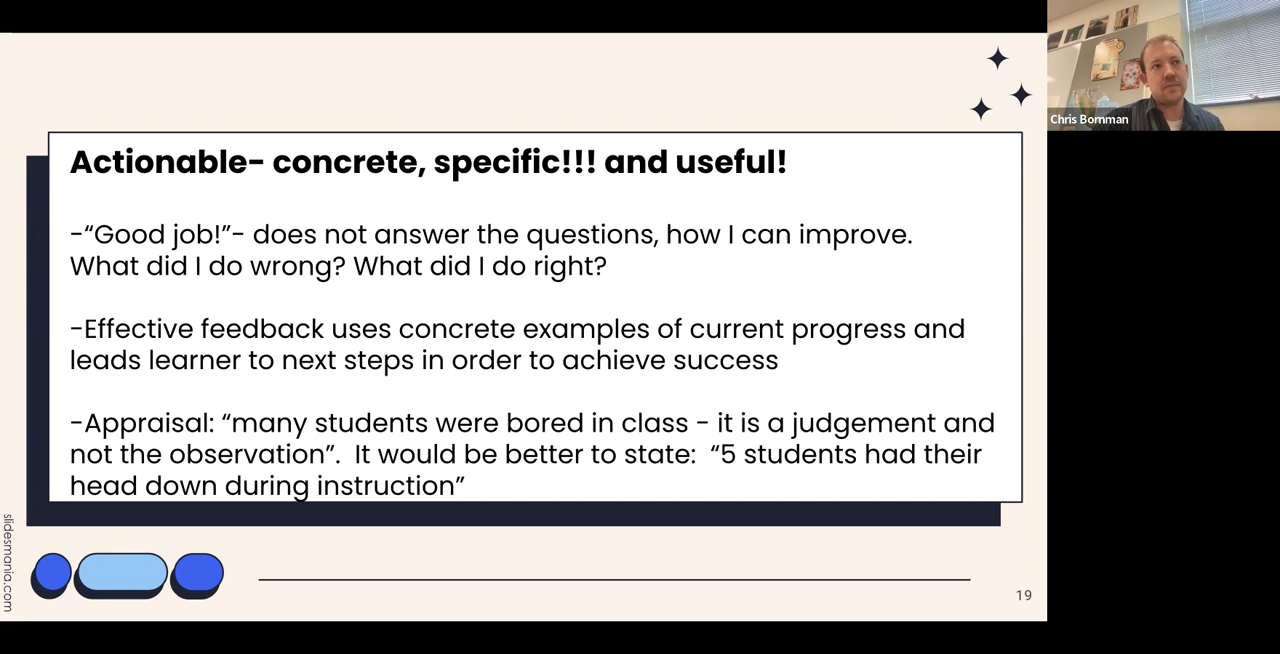 Actionable- concrete, specific!!! and useful!
-“Good job!”- does not answer the questions, how I can improve.
What did I do wrong? What did I do right?
-Effective feedback uses concrete examples of current progress and
leads learner to next steps in order to achieve success
-Appraisal: “many students were bored in class - it is a judgement and
not the observation”.  It would be better to state:  “5 students had their
head down during instruction”
slidesmania.com
19
Chris Bornman